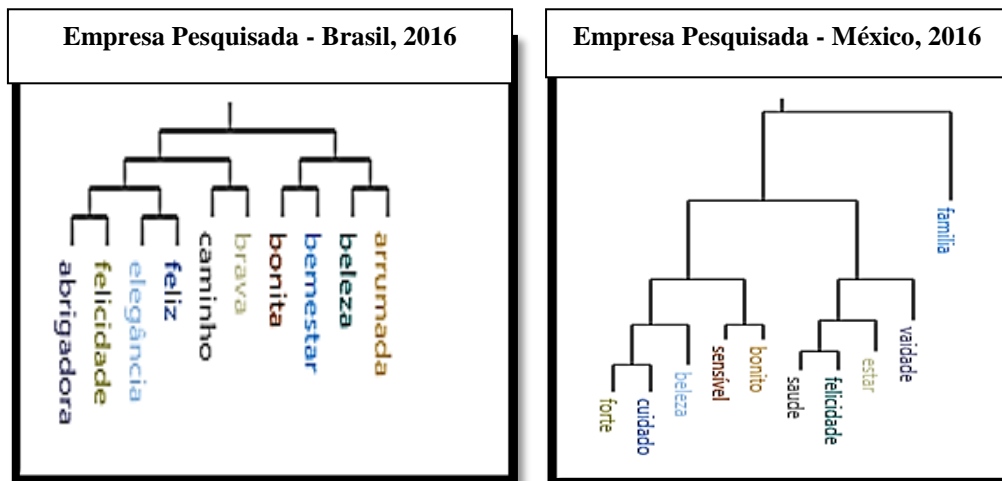 Empresa Pesquisada - Brasil, 2016
abrigadora
felicidade
elegância
feliz
caminho
brava
bonita
bemestar
beleza
arrumada
Empresa Pesquisada - México, 2016
forte
cuidado
beleza
sensível
bonito
saude
felicidade
estar
vaidade
familia